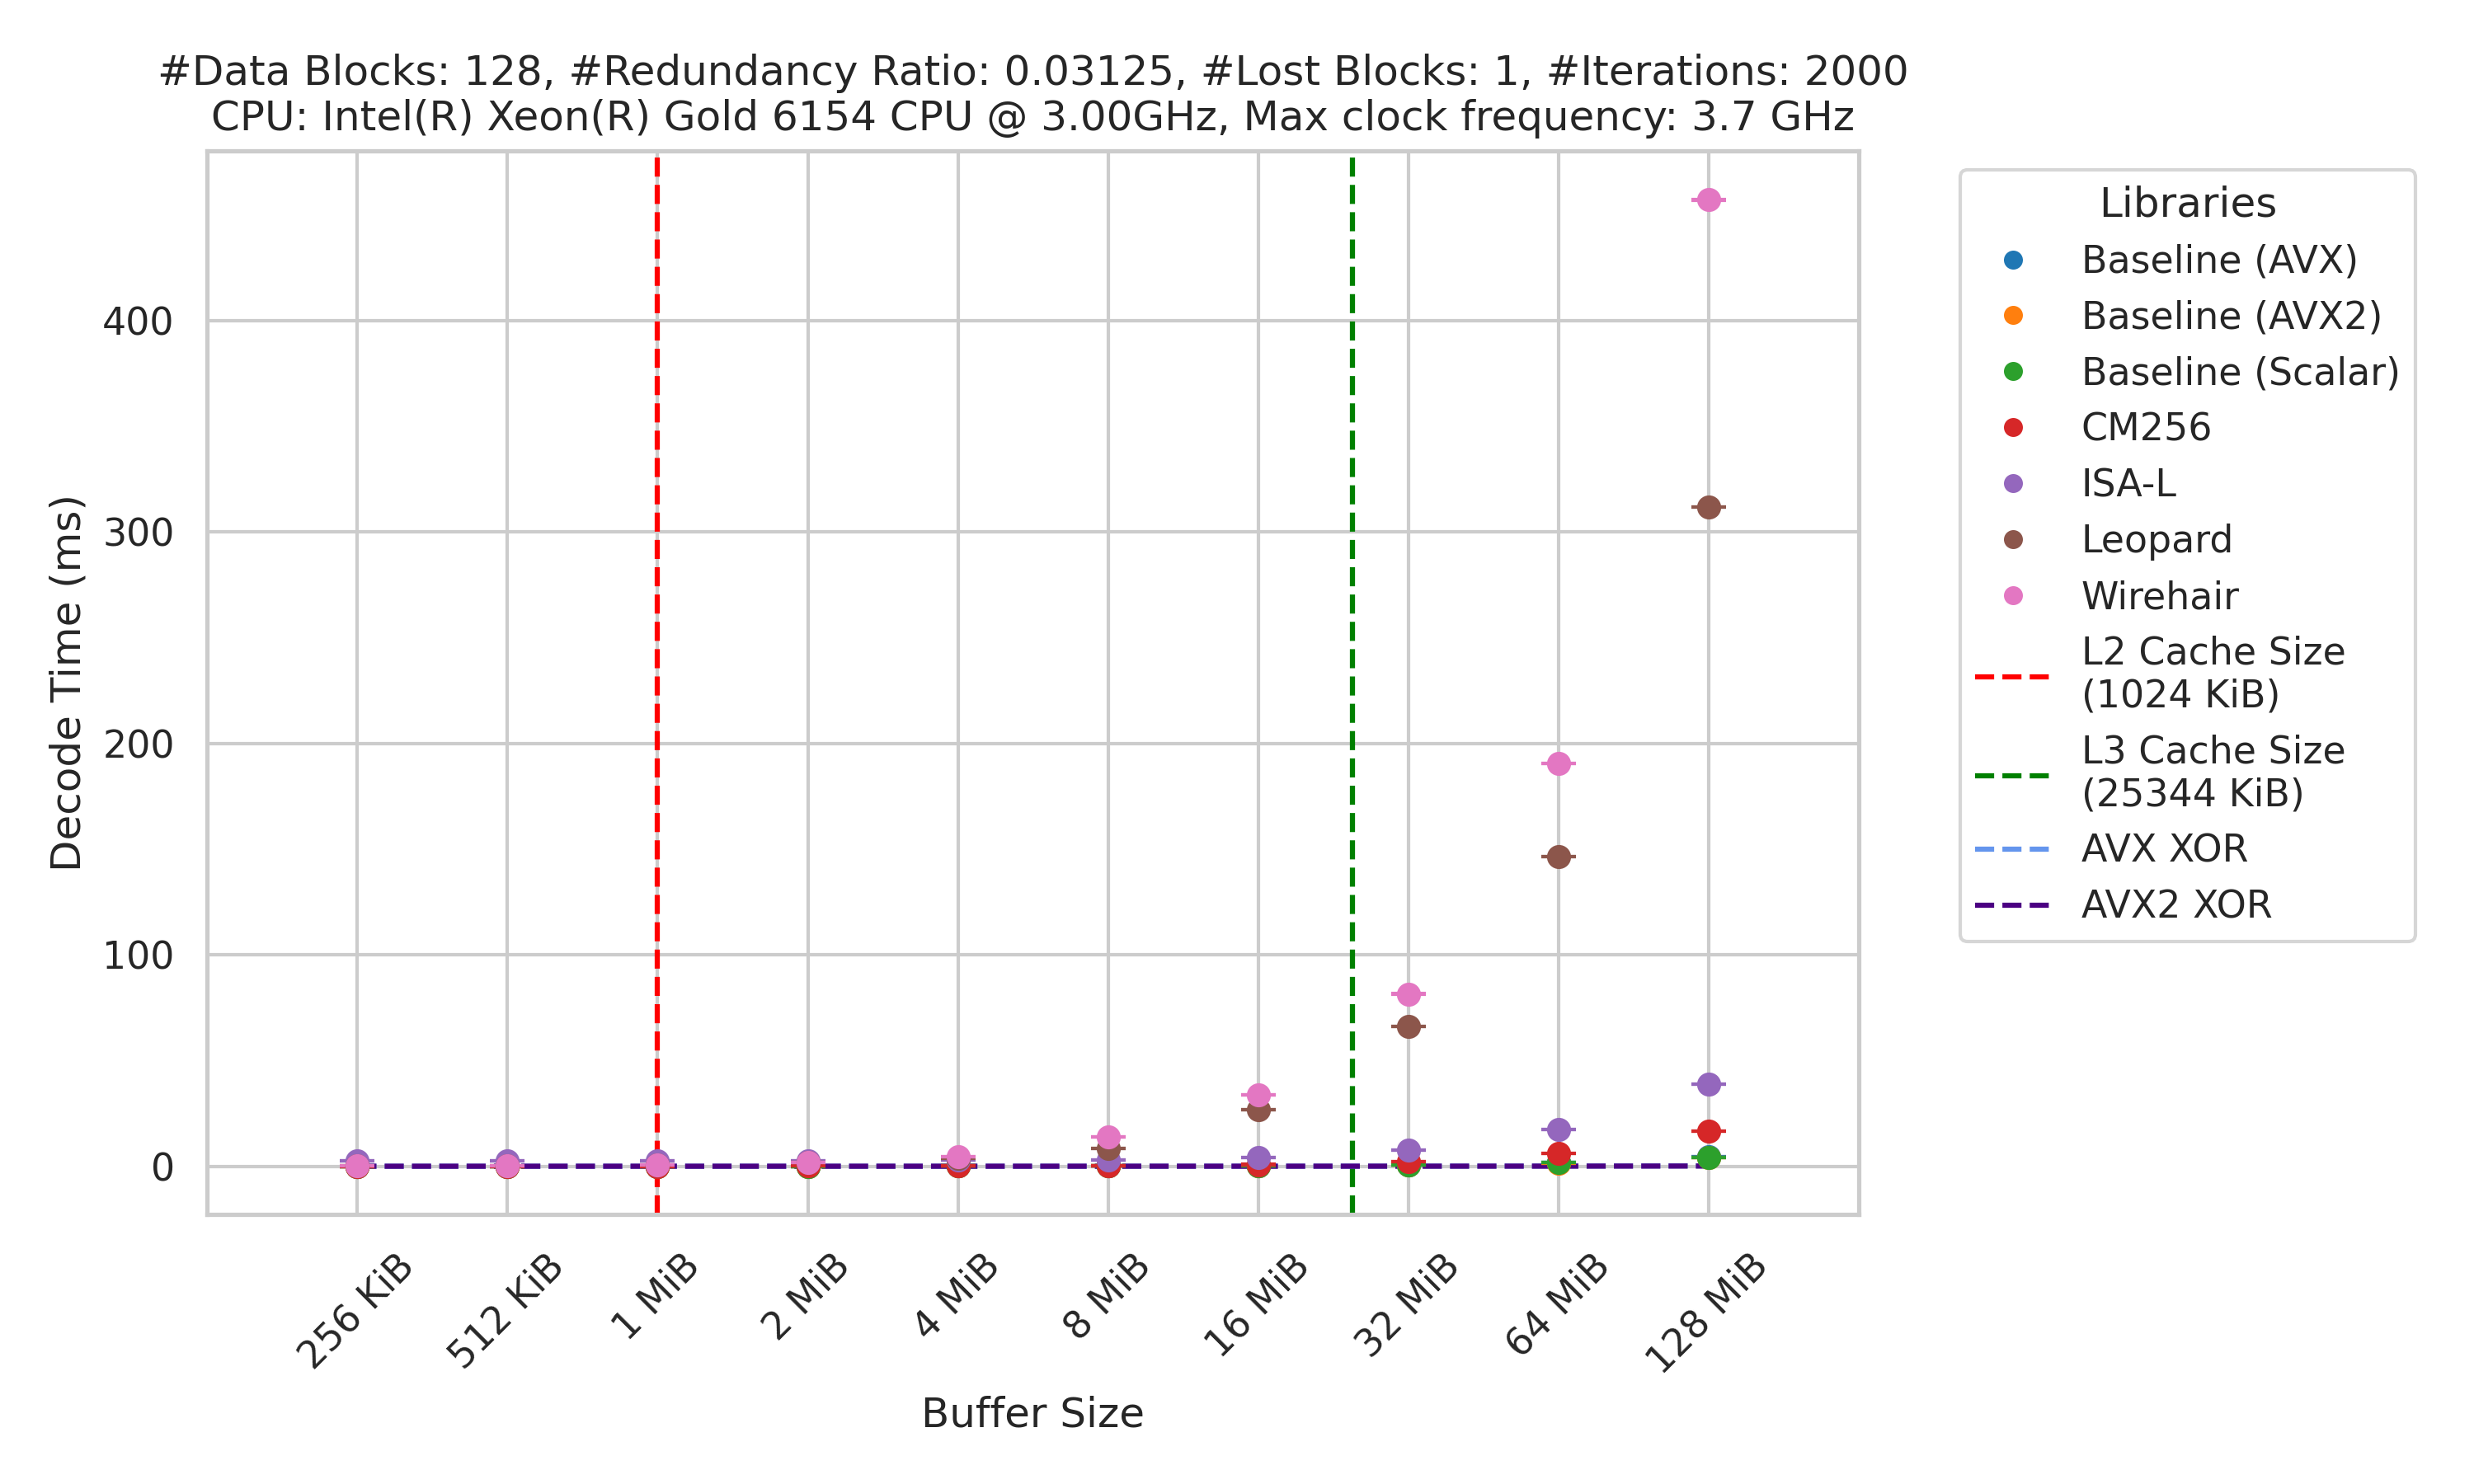 #Data Blocks: 128, #Redundancy Ratio: 0.03125, #Lost Blocks: 1, #Iterations: 2000
CPU: Intel(R) Xeon(R) Gold 6154 CPU @ 3.00GHz, Max clock frequency: 3.7 GHz
Decode Time (ms)
400
300
200
100
0
256 KiB
512 KiB
1 MiB
2 MiB
4 MiB
8 MiB
16 MiB
32 MiB
64 MiB
128 MiB
Buffer Size
Libraries
Baseline (AVX)
Baseline (AVX2)
Baseline (Scalar)
CM256
ISA-L
Leopard
Wirehair
L2 Cache Size
(1024 KiB)
L3 Cache Size
(25344 KiB)
AVX XOR
AVX2 XOR